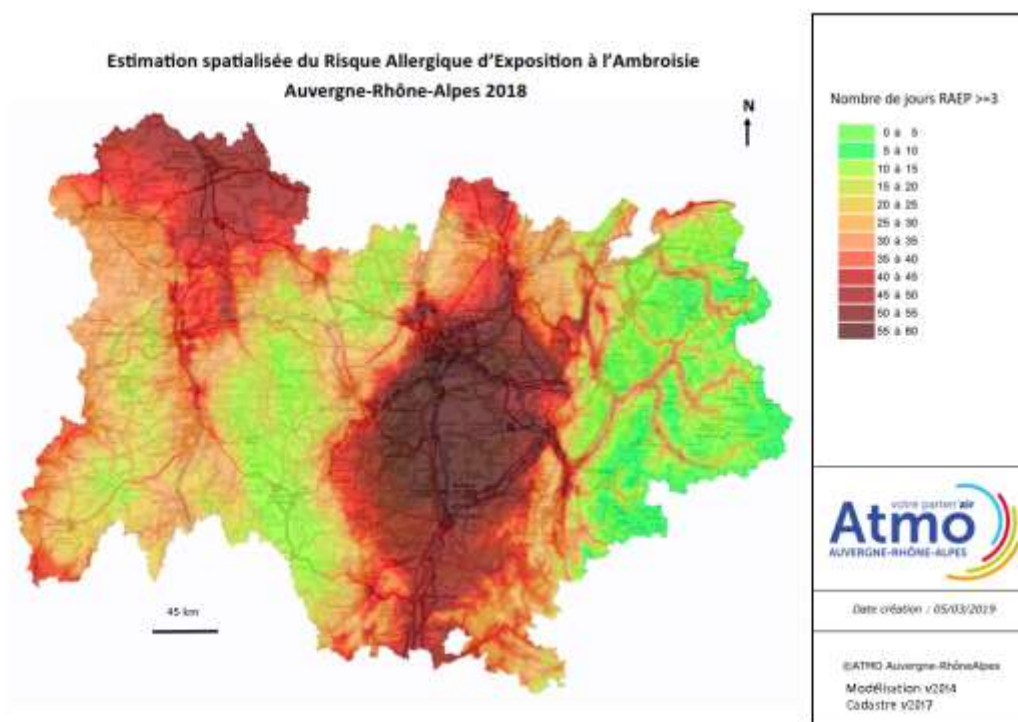 Estimation spatialisée du Risque Allergique d'Exposition à l'Ambroisie
Auvergne-Rhône-Alpes 2018
N
45 km
Nombre de jours RAEP >=3
0 à 5
5 à 10
10 à 15
15 à 20
20 à 25
25 à 30
30 à 35
35 à 40
40 à 45
45 à 50
50 à 55
55 à 60
votre partenaire'air
Atmo
AUVERGNE-RHÔNE-ALPES
Date création : 05/03/2019
©ATMO Auvergne-RhôneAlpes
Modélisation v2014
Cadastre v2017